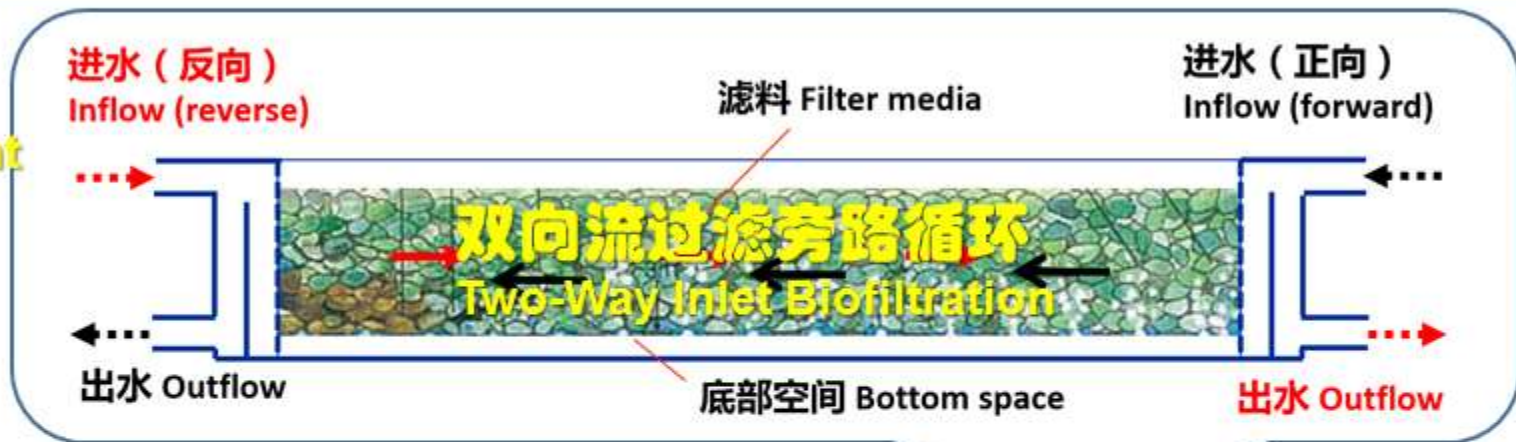 进水（反向）
Inflow (reverse)
进水（正向）
Inflow (forward)
滤料 Filter media
双向流过滤旁路循环
Two-Way Inlet Biofiltration
出水 Outflow
底部空间 Bottom space
出水 Outflow